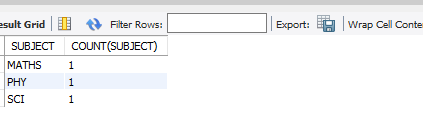 esult Grid Filter Rows: Export: Wrap Cell Conte
SUBJECT COUNT(SUBJECT)
MATHS 1
PHY 1
SCI 1